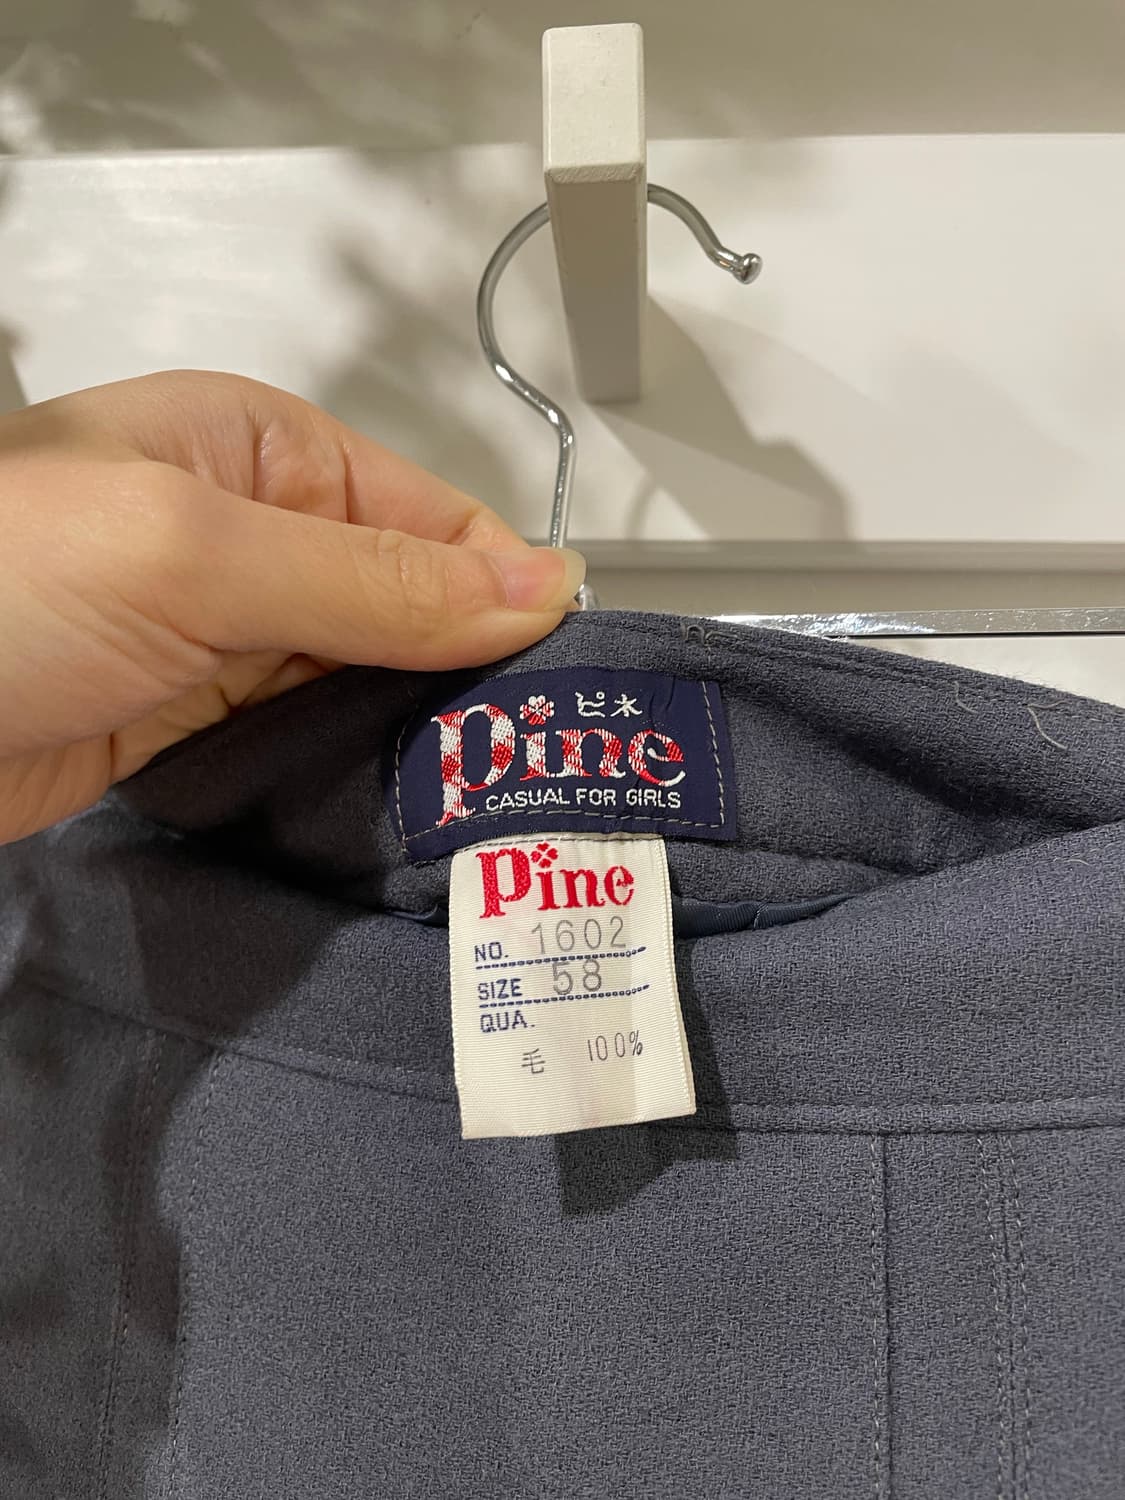 ピネ
pine
CASUAL FOR GIRLS
Pine
NO. 1602
SIZE 58
QUA.
毛 100%